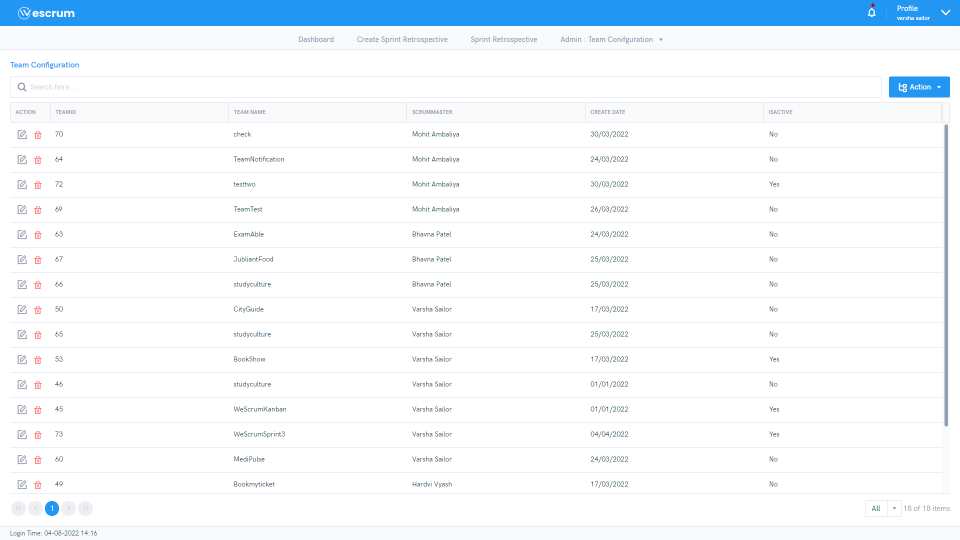 escrum
Profile
varsha sailor
Dashboard Create Sprint Retrospective Sprint Retrospective Admin : Team Conifguration
Team Configuration
Search here...
Action
ACTION TEAMID TEAM NAME SCRUMMASTER CREATE DATE ISACTIVE
70 check Mohit Ambaliya 30/03/2022 No
64 TeamNotification Mohit Ambaliya 24/03/2022 No
72 testtwo Mohit Ambaliya 30/03/2022 Yes
69 TeamTest Mohit Ambaliya 26/03/2022 No
63 ExamAble Bhavna Patel 24/03/2022 No
67 JubliantFood Bhavna Patel 25/03/2022 No
66 studyculture Bhavna Patel 25/03/2022 No
50 CityGuide Varsha Sailor 17/03/2022 No
65 studyculture Varsha Sailor 25/03/2022 No
53 BookShow Varsha Sailor 17/03/2022 Yes
46 studyculture Varsha Sailor 01/01/2022 No
45 WeScrumKanban Varsha Sailor 01/01/2022 Yes
73 WeScrumSprint3 Varsha Sailor 04/04/2022 Yes
60 MediPulse Varsha Sailor 24/03/2022 No
49 Bookmyticket Hardvi Vyash 17/03/2022 No
1 All 18 of 18 items
Login Time: 04-08-2022 14:16